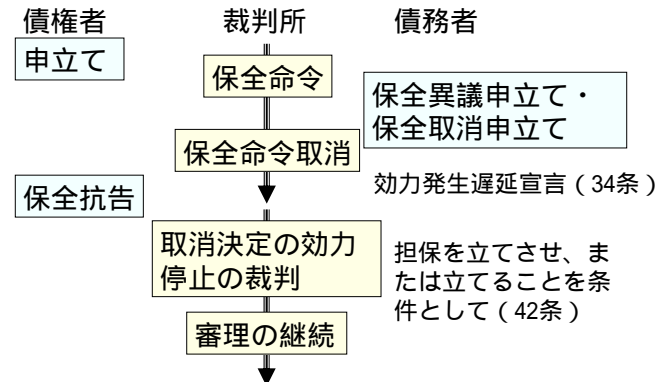 債権者
裁判所
債務者
申立て
保全命令
保全異議申立て・
保全取消申立て
保全命令取消
効力発生遅延宣言（34条）
保全抗告
取消決定の効力
停止の裁判
担保を立てさせ、ま
たは立てることを条
件として（42条）
審理の継続